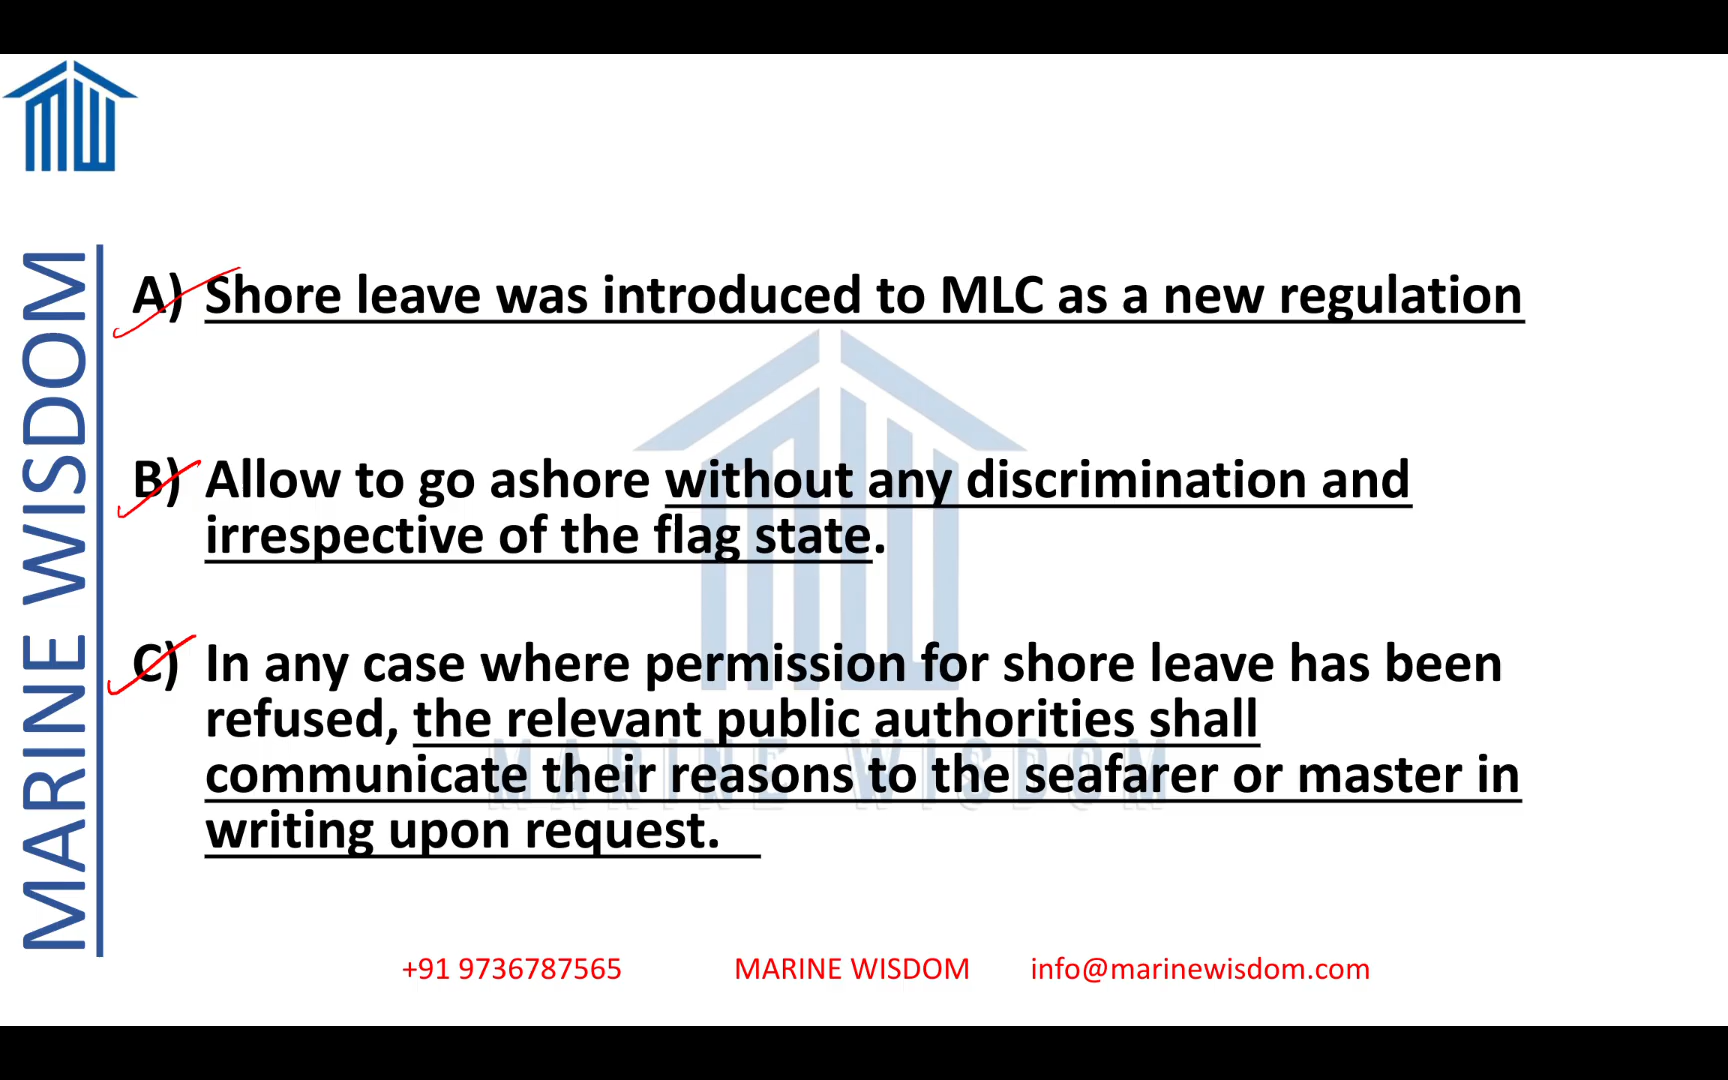 MARINE WISDOM
A) Shore leave was introduced to MLC as a new regulation
B) Allow to go ashore without any discrimination and
irrespective of the flag state.
C) In any case where permission for shore leave has been
refused, the relevant public authorities shall
communicate their reasons to the seafarer or master in
writing upon request.
MARINE WISDOM
+91 9736787565 MARINE WISDOM info@marinewisdom.com